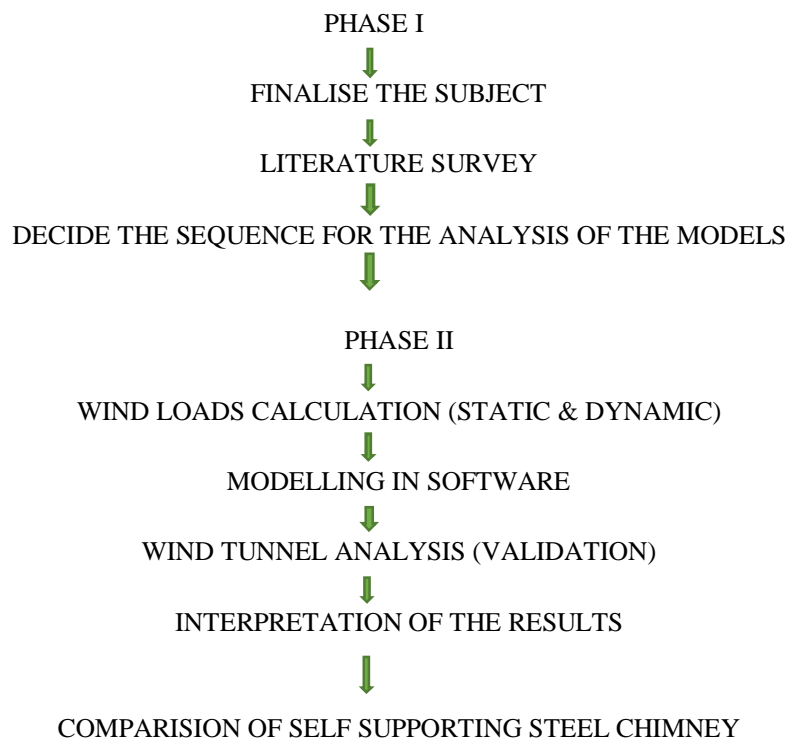 PHASE I
FINALISE THE SUBJECT
LITERATURE SURVEY
DECIDE THE SEQUENCE FOR THE ANALYSIS OF THE MODELS
PHASE II
WIND LOADS CALCULATION (STATIC & DYNAMIC)
MODELLING IN SOFTWARE
WIND TUNNEL ANALYSIS (VALIDATION)
INTERPRETATION OF THE RESULTS
COMPARISION OF SELF SUPPORTING STEEL CHIMNEY